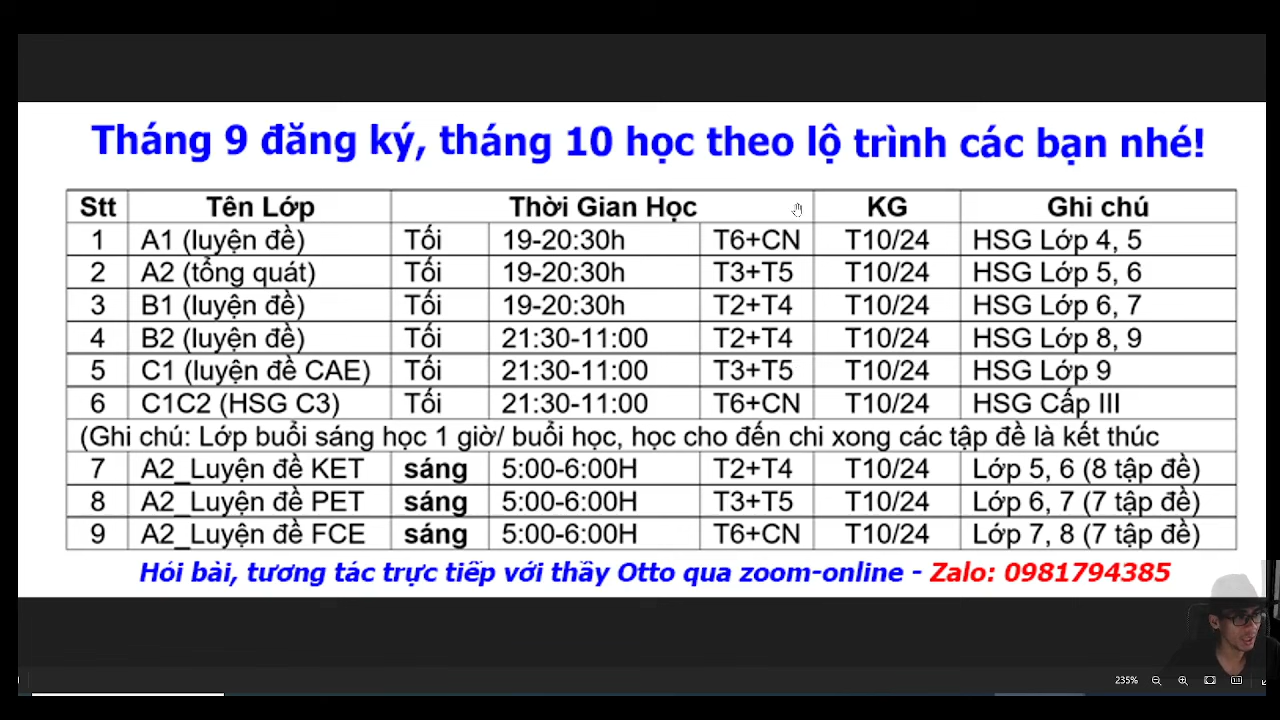 Tháng 9 đăng ký, tháng 10 học theo lộ trình các bạn nhé!
Stt Tên Lớp Thời Gian Học KG Ghi chú
1 A1 (luyện đề) Tối 19-20:30h T6+CN T10/24 HSG Lớp 4, 5
2 A2 (tổng quát) Tối 19-20:30h T3+T5 T10/24 HSG Lớp 5, 6
3 B1 (luyện đề) Tối 19-20:30h T2+T4 T10/24 HSG Lớp 6, 7
4 B2 (luyện đề) Tối 21:30-11:00 T2+T4 T10/24 HSG Lớp 8, 9
5 C1 (luyện đề CAE) Tối 21:30-11:00 T3+T5 T10/24 HSG Lớp 9
6 C1C2 (HSG C3) Tối 21:30-11:00 T6+CN T10/24 HSG Cấp III
(Ghi chú: Lớp buổi sáng học 1 giờ/ buổi học, học cho đến chi xong các tập đề là kết thúc
7 A2_Luyện đề KET sáng 5:00-6:00H T2+T4 T10/24 Lớp 5, 6 (8 tập đề)
8 A2_Luyện đề PET sáng 5:00-6:00H T3+T5 T10/24 Lớp 6, 7 (7 tập đề)
9 A2_Luyện đề FCE sáng 5:00-6:00H T6+CN T10/24 Lớp 7, 8 (7 tập đề)
Hỏi bài, tương tác trực tiếp với thầy Otto qua zoom-online - Zalo: 0981794385
235%